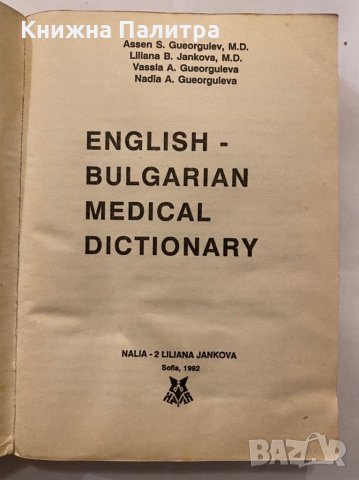 Книжна Палитра
Assen S. Gueorguiev, M.D.
Liliana B. Jankova, M.D.
Vassia A. Gueorguieva
Nadia A. Gueorguieva
ENGLISH -
BULGARIAN
MEDICAL
DICTIONARY
NALIA - 2 LILIANA JANKOVA
Sofia, 1992
BAZAR